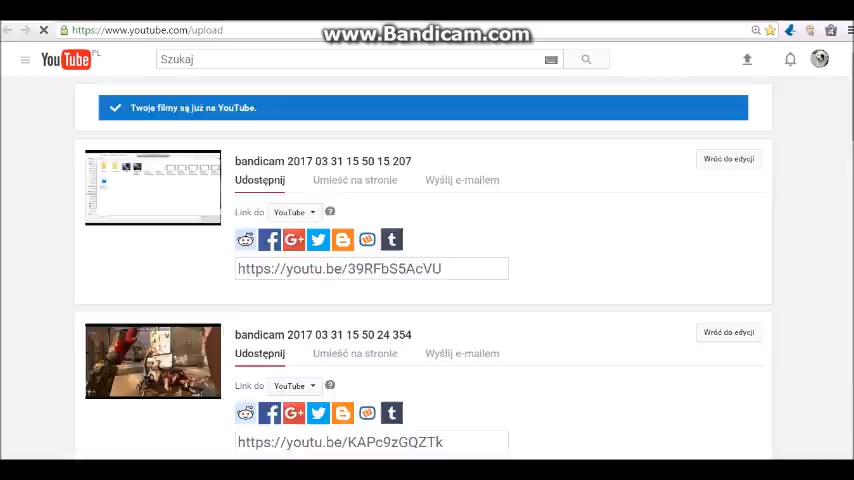 https://www.youtube.com/upload
www.Bandicam.com
YouTube PL
Szukaj
Twoje filmy są już na YouTube.
bandicam 2017 03 31 15 50 15 207
Wróć do edycji
Udostępnij Umieść na stronie Wyślij e-mailem
Link do YouTube ?
https://youtu.be/39RFbS5AcVU
bandicam 2017 03 31 15 50 24 354
Wróć do edycji
Udostępnij Umieść na stronie Wyślij e-mailem
Link do YouTube ?
https://youtu.be/KAPc9zGQZTk